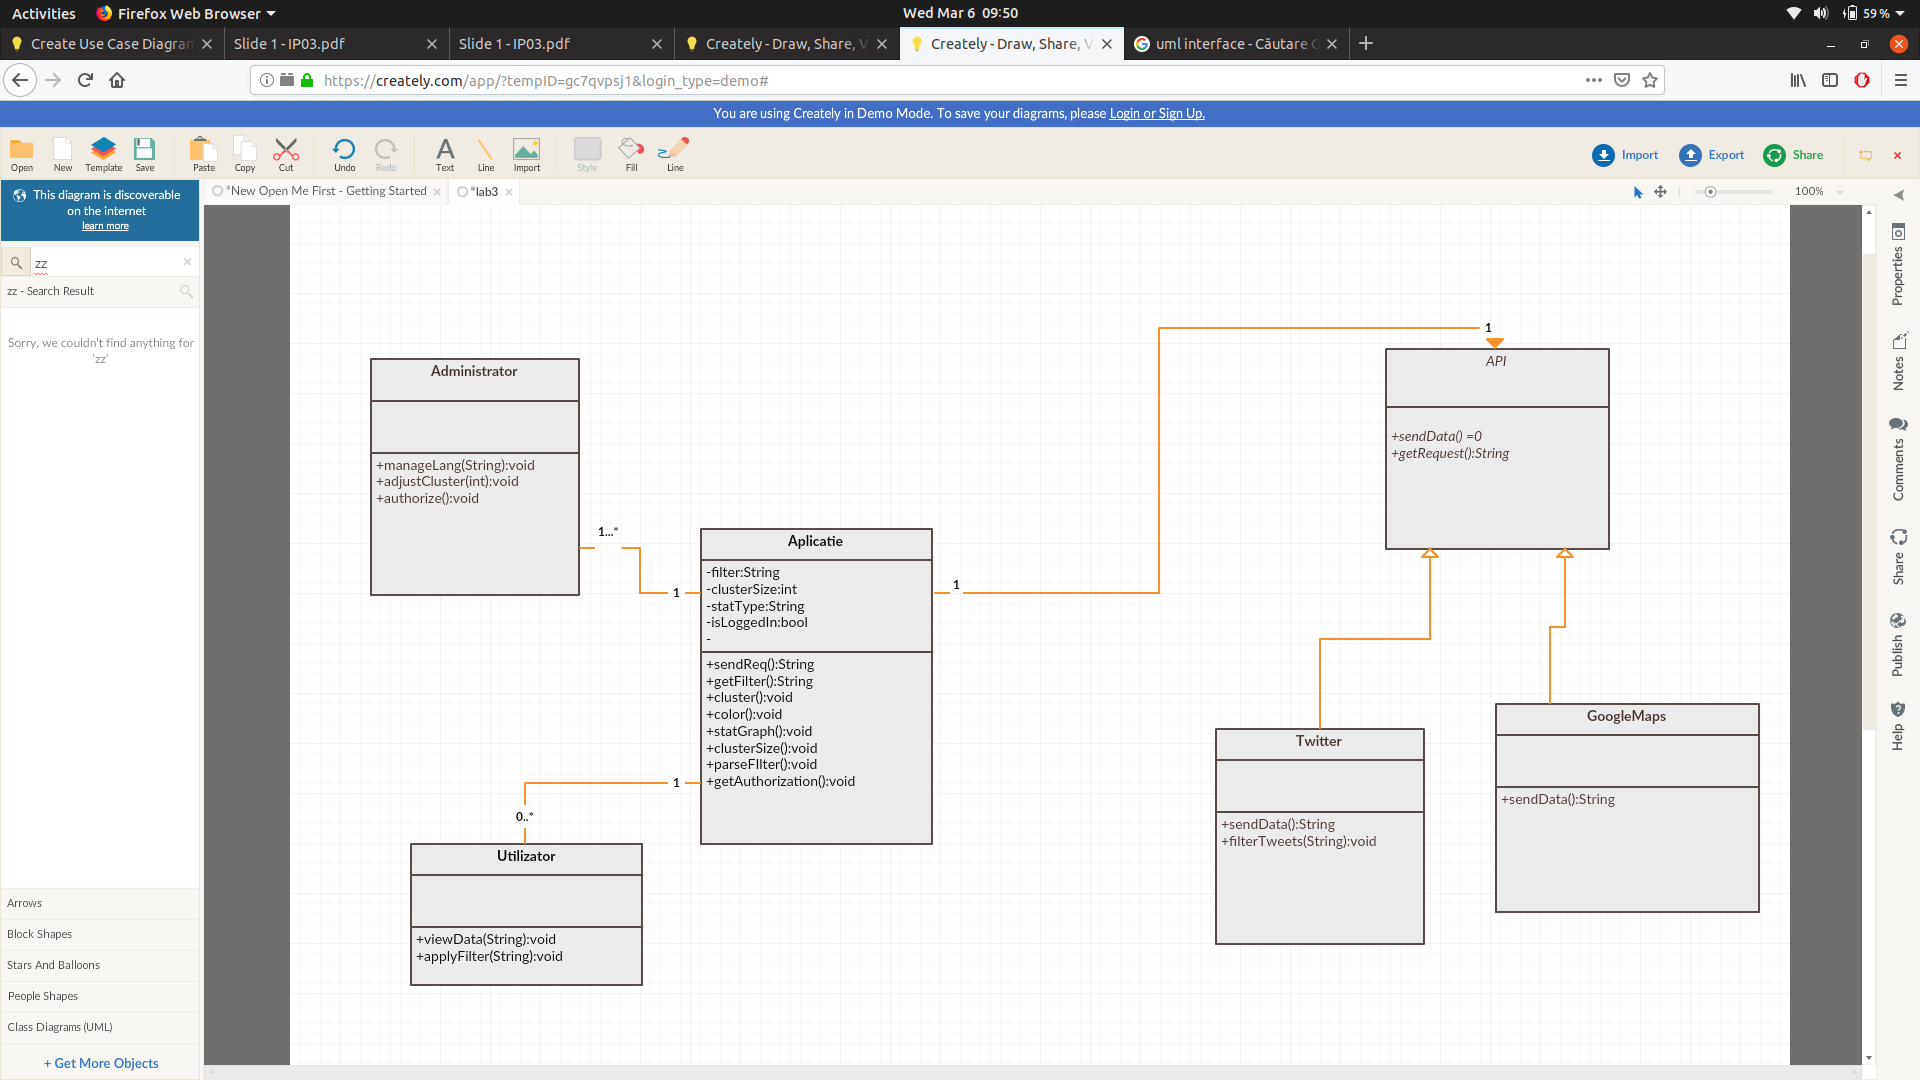 Activities Firefox Web Browser Wed Mar 6 09:50 59 %
Create Use Case Diagram Slide 1 - IP03.pdf Slide 1 - IP03.pdf Creately - Draw, Share, V Creately - Draw, Share, V uml interface - Căutare G
https://creately.com/app/?tempID=gc7qvpsj1&login_type=demo#
You are using Creately in Demo Mode. To save your diagrams, please Login or Sign Up.
Open New Template Save Paste Copy Cut Undo Redo Text Line Import Style Fill Line Import Export Share
*New Open Me First - Getting Started *lab3 100%
This diagram is discoverable
on the internet
learn more
zz
zz - Search Result
Sorry, we couldn't find anything for
'zz'
Arrows
Block Shapes
Stars And Balloons
People Shapes
Class Diagrams (UML)
+ Get More Objects
Administrator
+manageLang(String):void
+adjustCluster(int):void
+authorize():void
1...*
1
Aplicatie
-filter:String
-clusterSize:int
-statType:String
-isLoggedIn:bool
-
+sendReq():String
+getFilter():String
+cluster():void
+color():void
+statGraph():void
+clusterSize():void
+parseFIlter():void
+getAuthorization():void
1
1
0..*
Utilizator
+viewData(String):void
+applyFilter(String):void
1
API
+sendData() =0
+getRequest():String
Twitter
+sendData():String
+filterTweets(String):void
GoogleMaps
+sendData():String
Properties
Notes
Comments
Share
Publish
Help